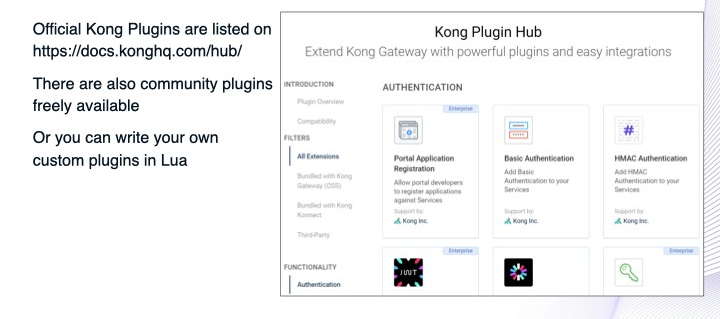 Official Kong Plugins are listed on
https://docs.konghq.com/hub/
There are also community plugins
freely available
Or you can write your own
custom plugins in Lua
Kong Plugin Hub
Extend Kong Gateway with powerful plugins and easy integrations
INTRODUCTION
Plugin Overview
Compatibility
FILTERS
All Extensions
Bundled with Kong
Gateway (OSS)
Bundled with Kong
Konnect
Third-Party
FUNCTIONALITY
Authentication
AUTHENTICATION
Enterprise
Portal Application
Registration
Allow portal developers
to register applications
against Services
Support by:
Kong Inc.
Basic Authentication
Add Basic
Authentication to your
Services
Support by:
Kong Inc.
#
HMAC Authentication
Add HMAC
Authentication to your
Services
Support by:
Kong Inc.
Enterprise
JWT
Enterprise